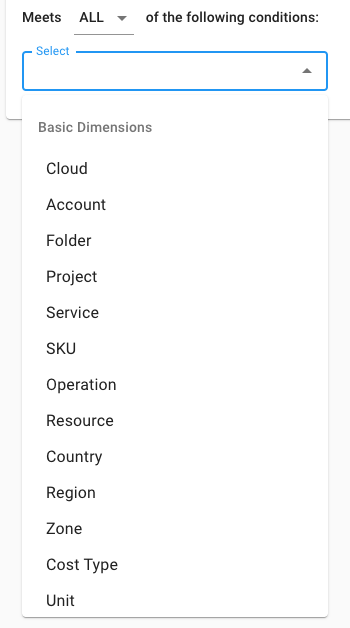 Meets ALL of the following conditions:
Select
Basic Dimensions
Cloud
Account
Folder
Project
Service
SKU
Operation
Resource
Country
Region
Zone
Cost Type
Unit